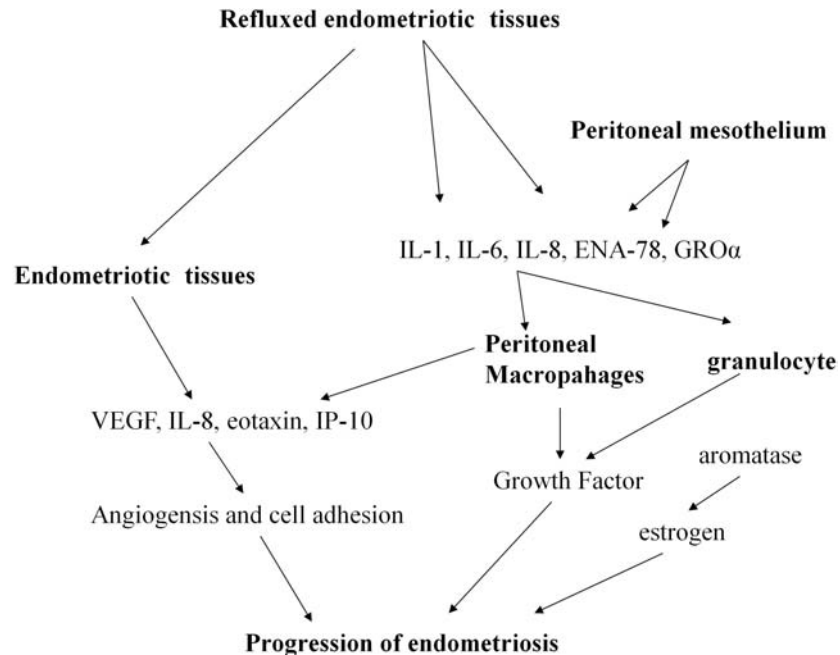 Refluxed endometriotic tissues
Peritoneal mesothelium
IL-1, IL-6, IL-8, ENA-78, GROα
Endometriotic tissues
Peritoneal
Macropahages
granulocyte
VEGF, IL-8, eotaxin, IP-10
aromatase
Growth Factor
Angiogensis and cell adhesion
estrogen
Progression of endometriosis